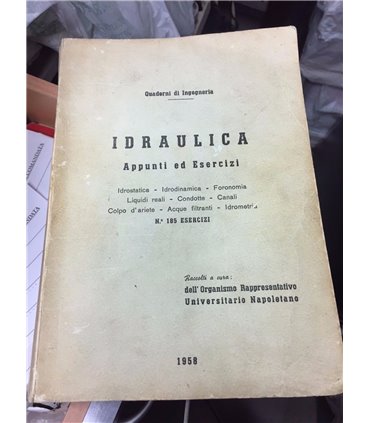 Quaderni di Ingegneria
IDRAULICA
Appunti ed Esercizi
Idrostatica - Idrodinamica - Foronomia
Liquidi reali - Condotte - Canali
Colpo d'ariete - Acque filtranti - Idrometria
N.° 185 ESERCIZI
Raccolti a cura:
dell'Organismo Rappresentativo
Universitario Napoletano
1958